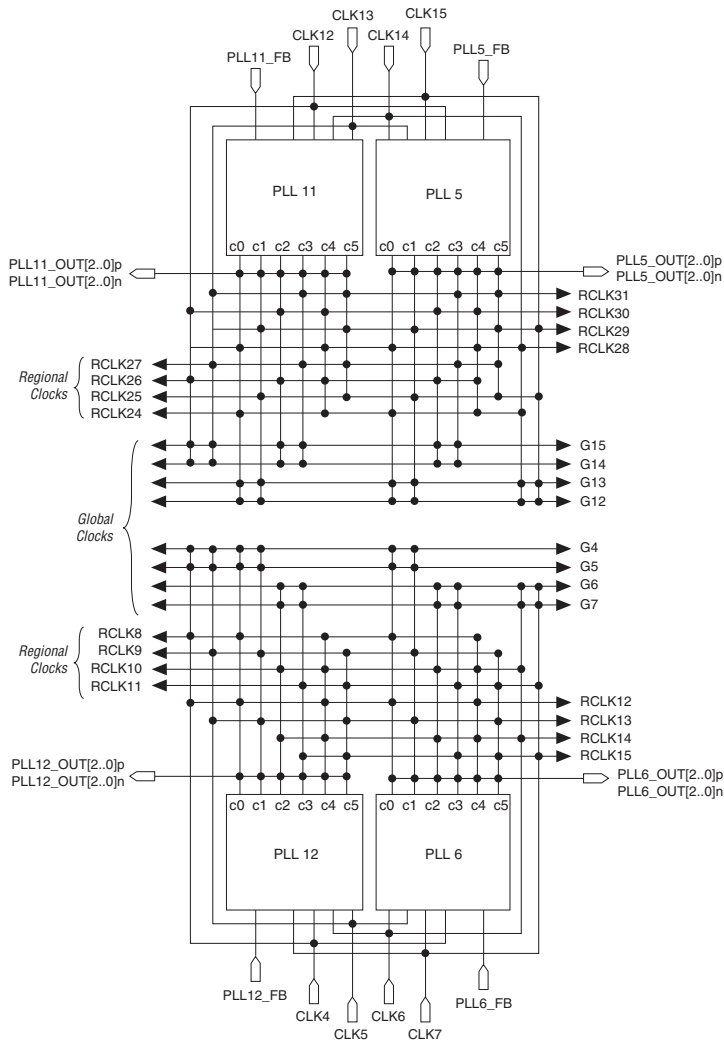 CLK13
CLK15
CLK12
CLK14
PLL11_FB
PLL5_FB
PLL 11
PLL 5
c0 c1 c2 c3 c4 c5
c0 c1 c2 c3 c4 c5
PLL11_OUT[2..0]p
PLL11_OUT[2..0]n
PLL5_OUT[2..0]p
PLL5_OUT[2..0]n
RCLK31
RCLK30
RCLK29
RCLK28
Regional
Clocks
RCLK27
RCLK26
RCLK25
RCLK24
G15
G14
G13
G12
Global
Clocks
G4
G5
G6
G7
Regional
Clocks
RCLK8
RCLK9
RCLK10
RCLK11
RCLK12
RCLK13
RCLK14
RCLK15
PLL12_OUT[2..0]p
PLL12_OUT[2..0]n
PLL6_OUT[2..0]p
PLL6_OUT[2..0]n
c0 c1 c2 c3 c4 c5
c0 c1 c2 c3 c4 c5
PLL 12
PLL 6
PLL12_FB
PLL6_FB
CLK4
CLK6
CLK5
CLK7